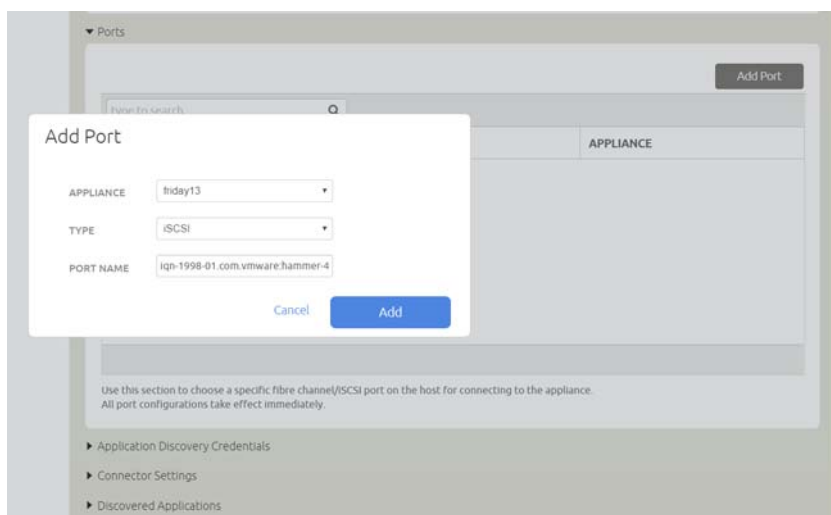 Ports
Add Port
type to search
APPLIANCE
Add Port
APPLIANCE friday13
TYPE iSCSI
PORT NAME iqn-1998-01.com.vmware:hammer-4
Cancel Add
Use this section to choose a specific fibre channel/iSCSI port on the host for connecting to the appliance.
All port configurations take effect immediately.
Application Discovery Credentials
Connector Settings
Discovered Applications